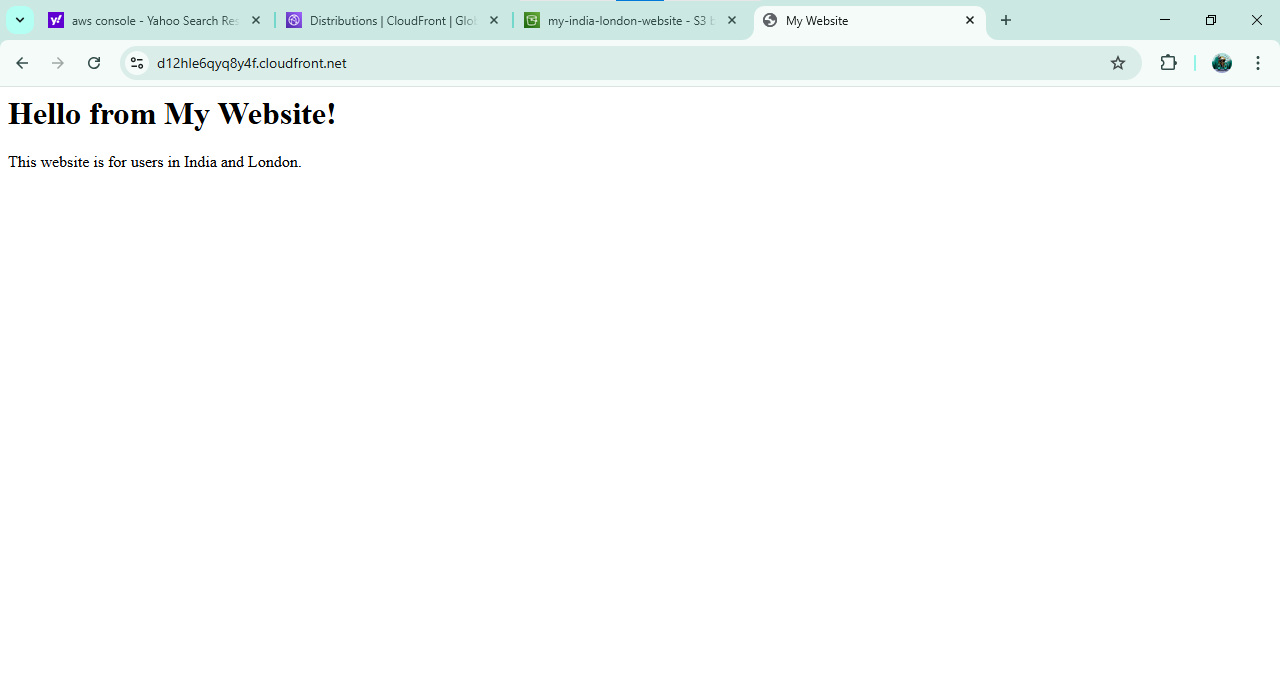 aws console - Yahoo Search Res
Distributions | CloudFront | Glo
my-india-london-website - S3 b
My Website
d12hle6qyq8y4f.cloudfront.net
Hello from My Website!
This website is for users in India and London.